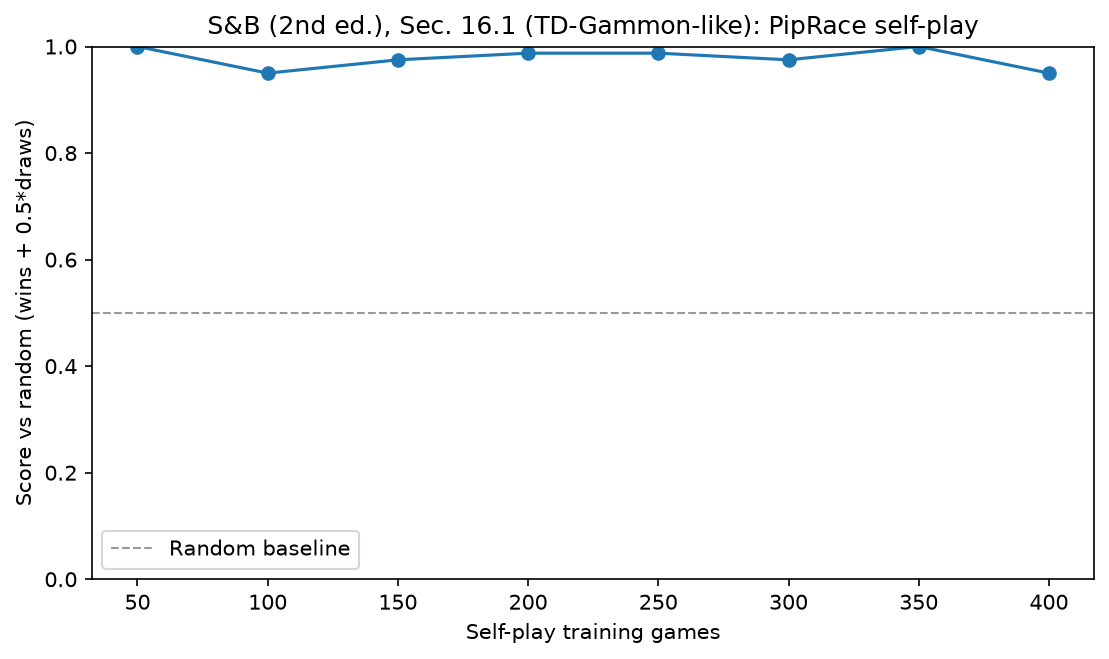 S&B (2nd ed.), Sec. 16.1 (TD-Gammon-like): PipRace self-play
Score vs random (wins + 0.5*draws)
1.0
0.8
0.6
0.4
0.2
0.0
Random baseline
50 100 150 200 250 300 350 400
Self-play training games